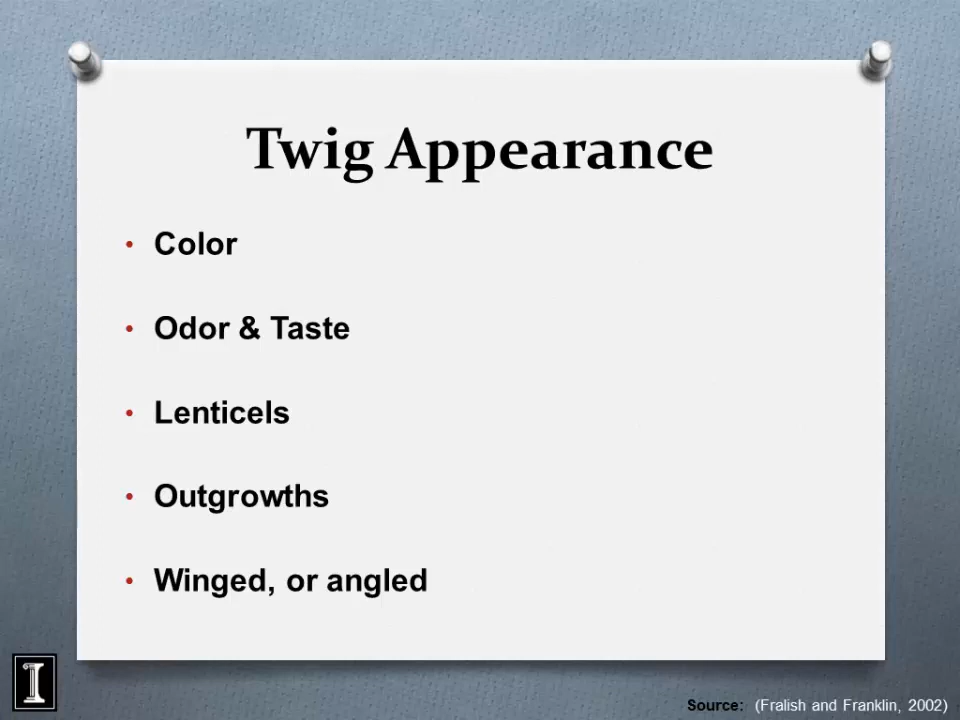 Twig Appearance
• Color
• Odor & Taste
• Lenticels
• Outgrowths
• Winged, or angled
I
Source: (Fralish and Franklin, 2002)